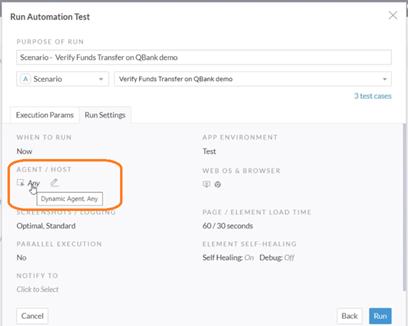 Run Automation Test
PURPOSE OF RUN
Scenario - Verify Funds Transfer on QBank demo
A Scenario
Verify Funds Transfer on QBank demo
3 test cases
Execution Params
Run Settings
WHEN TO RUN
Now
APP ENVIRONMENT
Test
AGENT / HOST
Any
Dynamic Agent, Any
WEB OS & BROWSER
SCREENSHOTS / LOGGING
Optimal, Standard
PAGE / ELEMENT LOAD TIME
60 / 30 seconds
PARALLEL EXECUTION
No
ELEMENT SELF-HEALING
Self Healing: On Debug: Off
NOTIFY TO
Click to Select
Cancel
Back
Run